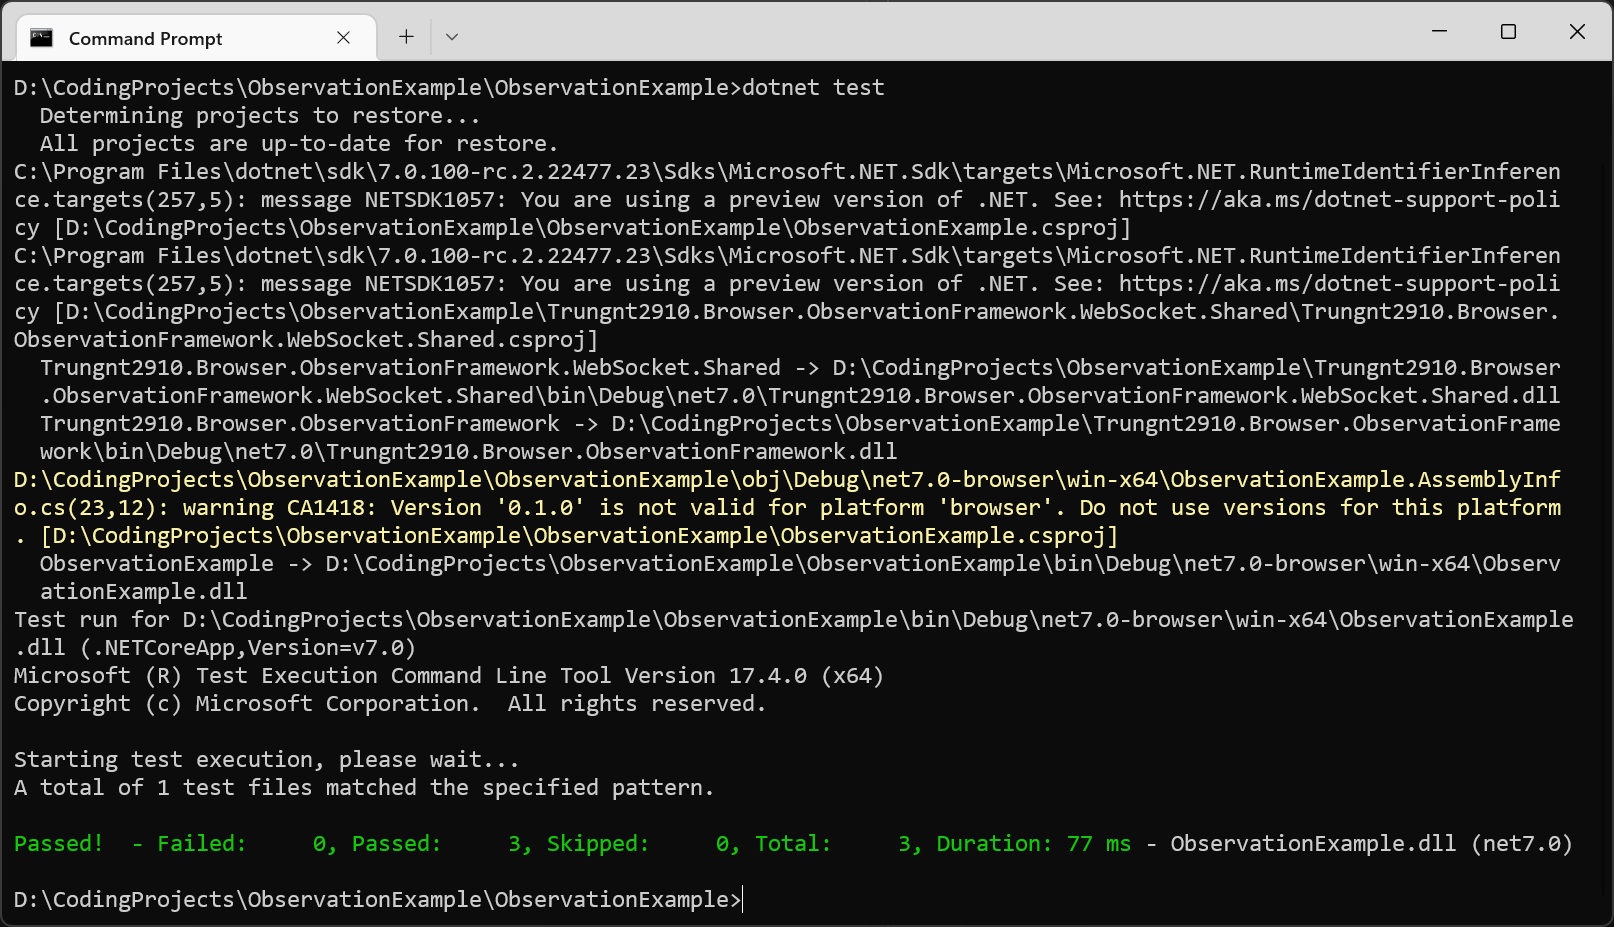 Command Prompt
D:\CodingProjects\ObservationExample\ObservationExample>dotnet test
  Determining projects to restore...
  All projects are up-to-date for restore.
C:\Program Files\dotnet\sdk\7.0.100-rc.2.22477.23\Sdks\Microsoft.NET.Sdk\targets\Microsoft.NET.RuntimeIdentifierInferen
ce.targets(257,5): message NETSDK1057: You are using a preview version of .NET. See: https://aka.ms/dotnet-support-poli
cy [D:\CodingProjects\ObservationExample\ObservationExample\ObservationExample.csproj]
C:\Program Files\dotnet\sdk\7.0.100-rc.2.22477.23\Sdks\Microsoft.NET.Sdk\targets\Microsoft.NET.RuntimeIdentifierInferen
ce.targets(257,5): message NETSDK1057: You are using a preview version of .NET. See: https://aka.ms/dotnet-support-poli
cy [D:\CodingProjects\ObservationExample\Trungnt2910.Browser.ObservationFramework.WebSocket.Shared\Trungnt2910.Browser.
ObservationFramework.WebSocket.Shared.csproj]
  Trungnt2910.Browser.ObservationFramework.WebSocket.Shared -> D:\CodingProjects\ObservationExample\Trungnt2910.Browser
  .ObservationFramework.WebSocket.Shared\bin\Debug\net7.0\Trungnt2910.Browser.ObservationFramework.WebSocket.Shared.dll
  Trungnt2910.Browser.ObservationFramework -> D:\CodingProjects\ObservationExample\Trungnt2910.Browser.ObservationFrame
  work\bin\Debug\net7.0\Trungnt2910.Browser.ObservationFramework.dll
D:\CodingProjects\ObservationExample\ObservationExample\obj\Debug\net7.0-browser\win-x64\ObservationExample.AssemblyInf
o.cs(23,12): warning CA1418: Version '0.1.0' is not valid for platform 'browser'. Do not use versions for this platform
. [D:\CodingProjects\ObservationExample\ObservationExample\ObservationExample.csproj]
  ObservationExample -> D:\CodingProjects\ObservationExample\ObservationExample\bin\Debug\net7.0-browser\win-x64\Observ
  ationExample.dll
Test run for D:\CodingProjects\ObservationExample\ObservationExample\bin\Debug\net7.0-browser\win-x64\ObservationExample
.dll (.NETCoreApp,Version=v7.0)
Microsoft (R) Test Execution Command Line Tool Version 17.4.0 (x64)
Copyright (c) Microsoft Corporation.  All rights reserved.

Starting test execution, please wait...
A total of 1 test files matched the specified pattern.

Passed!  - Failed:     0, Passed:     3, Skipped:     0, Total:     3, Duration: 77 ms - ObservationExample.dll (net7.0)

D:\CodingProjects\ObservationExample\ObservationExample>